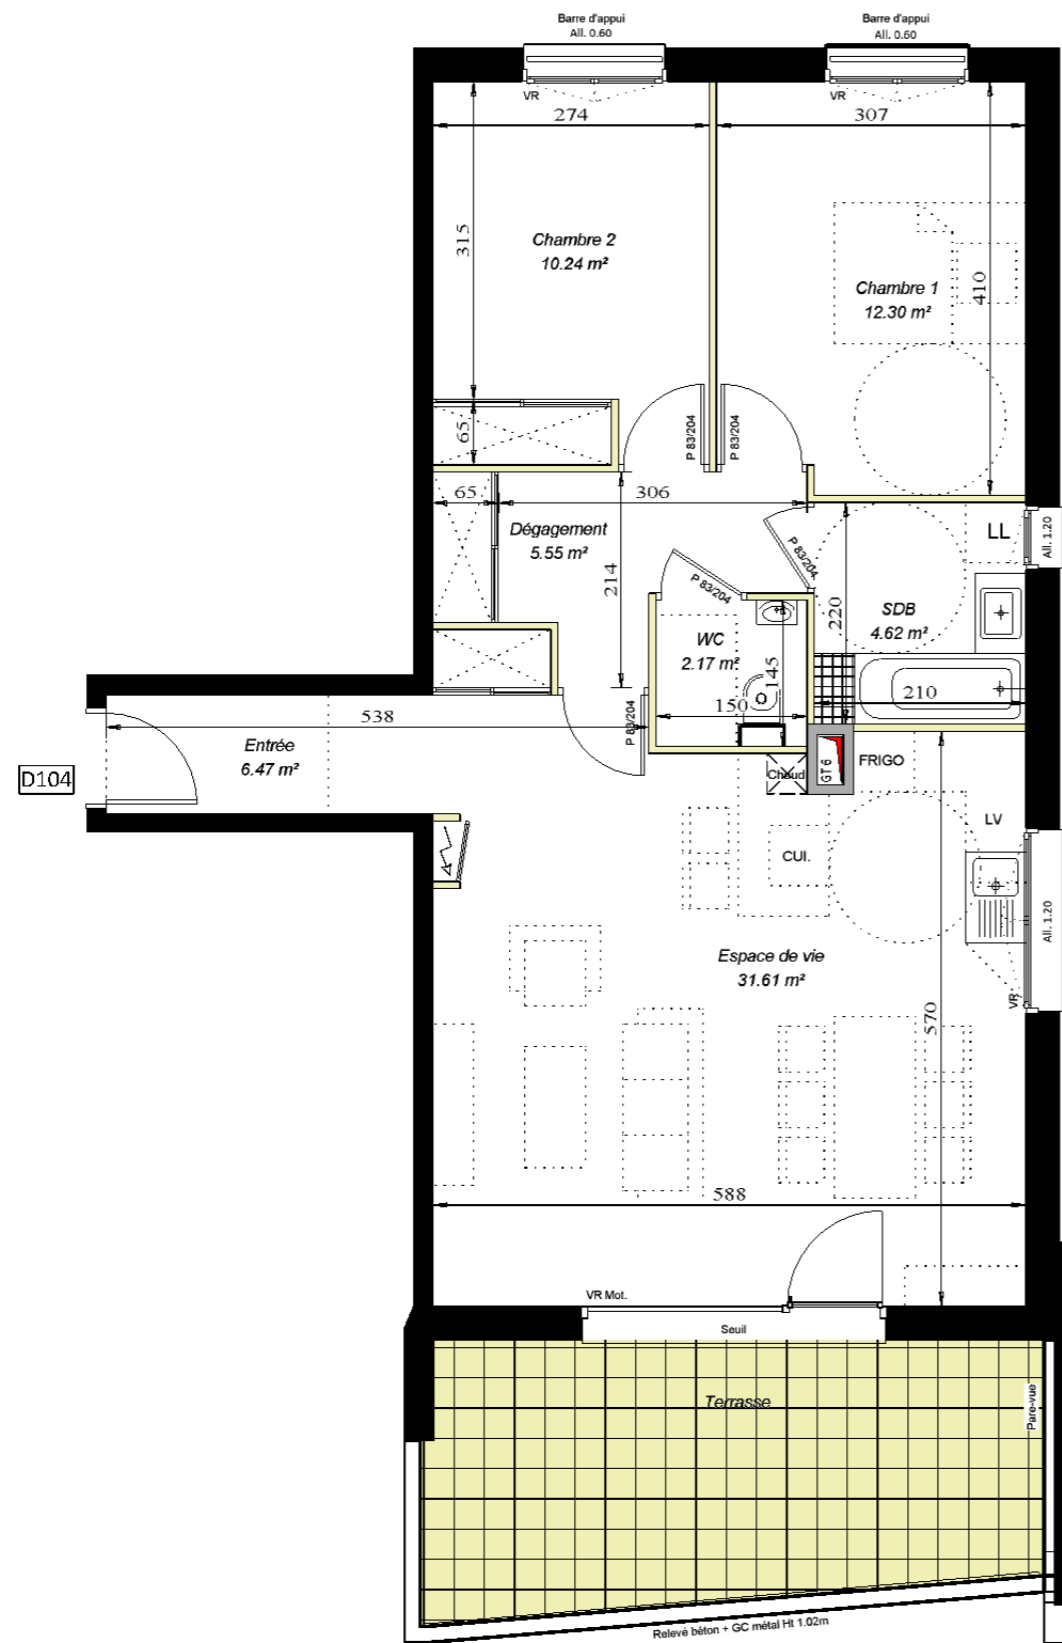 Barre d'appui
All. 0.60
Barre d'appui
All. 0.60
VR
VR
274
307
315
Chambre 2
10.24 m²
Chambre 1
12.30 m²
410
65
P 83/204
P 83/204
65
306
Dégagement
5.55 m²
214
P 83/204
P 83/204
LL
All. 1.20
220
SDB
4.62 m²
WC
2.17 m²
145
150
210
538
P 83/204
Entrée
6.47 m²
D104
Chaud
GT6
FRIGO
LV
CUI.
All. 1.20
Espace de vie
31.61 m²
VR
570
588
VR Mot.
Seuil
Terrasse
Pare-vue
Relevé béton + GC métal Ht 1.02m